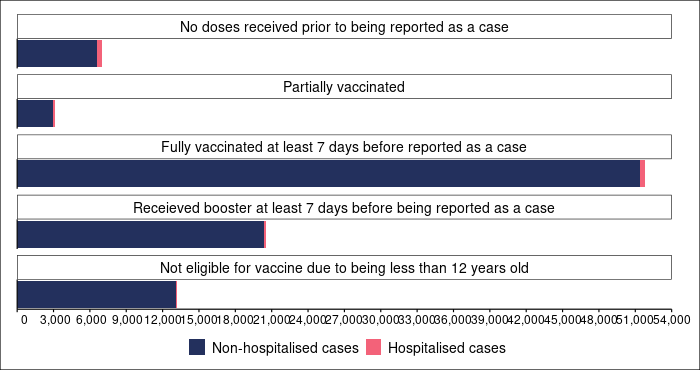 No doses received prior to being reported as a case
Partially vaccinated
Fully vaccinated at least 7 days before reported as a case
Receieved booster at least 7 days before being reported as a case
Not eligible for vaccine due to being less than 12 years old
0 3,000 6,000 9,000 12,000 15,000 18,000 21,000 24,000 27,000 30,000 33,000 36,000 39,000 42,000 45,000 48,000 51,000 54,000
Non-hospitalised cases Hospitalised cases